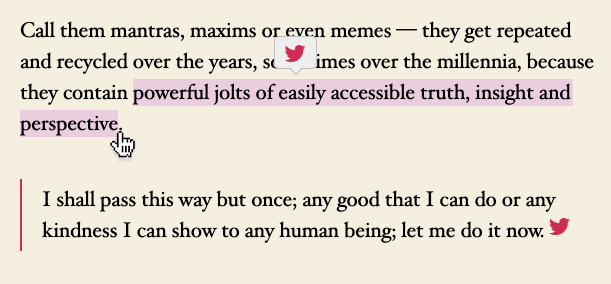 Call them mantras, maxims or even memes — they get repeated
and recycled over the years, so imes over the millennia, because
they contain powerful jolts of easily accessible truth, insight and
perspective.
I shall pass this way but once; any good that I can do or any
kindness I can show to any human being; let me do it now.